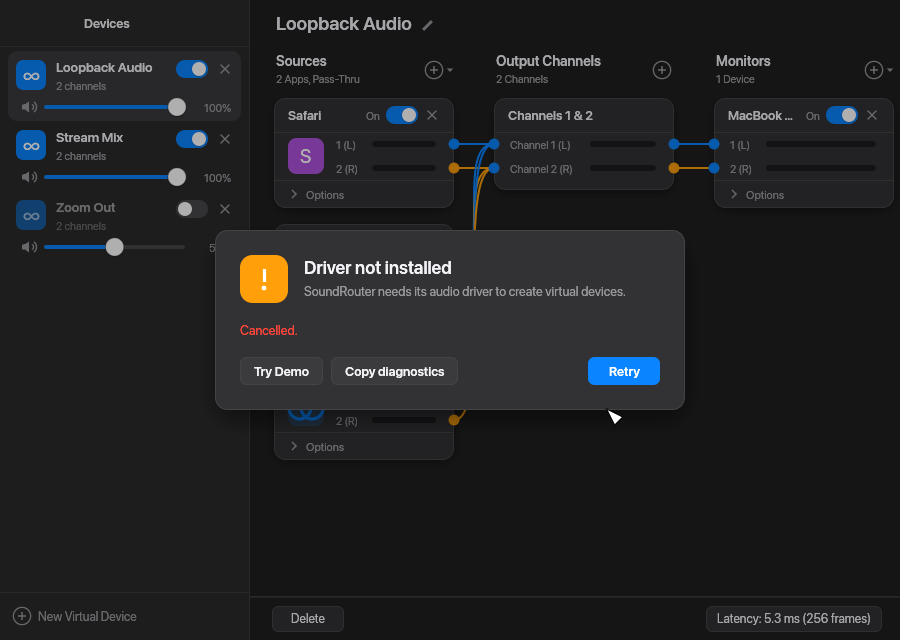 Devices
Loopback Audio
2 channels
100%
Stream Mix
2 channels
100%
Zoom Out
2 channels
New Virtual Device
Loopback Audio
Sources
2 Apps, Pass-Thru
Output Channels
2 Channels
Monitors
1 Device
Safari
On
S
1 (L)
2 (R)
Options
Channels 1 & 2
Channel 1 (L)
Channel 2 (R)
MacBook ...
On
1 (L)
2 (R)
Options
!
Driver not installed
SoundRouter needs its audio driver to create virtual devices.
Cancelled.
Try Demo
Copy diagnostics
Retry
2 (R)
Options
Delete
Latency: 5.3 ms (256 frames)